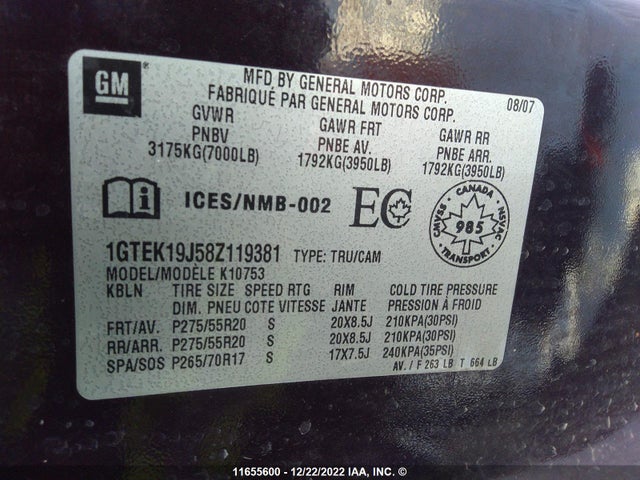 GM ®
MFD BY GENERAL MOTORS CORP.
FABRIQUÉ PAR GENERAL MOTORS CORP.
08/07
GVWR GAWR FRT GAWR RR
PNBV PNBE AV. PNBE ARR.
3175KG(7000LB) 1792KG(3950LB) 1792KG(3950LB)
ICES/NMB-002 EC
CANADA
CMVSS 985 NSVAC
1GTEK19J58Z119381 TYPE: TRU/CAM
MODEL/MODÈLE K10753
KBLN TIRE SIZE SPEED RTG RIM COLD TIRE PRESSURE
DIM. PNEU COTE VITESSE JANTE PRESSION À FROID
FRT/AV. P275/55R20 S 20X8.5J 210KPA(30PSI)
RR/ARR. P275/55R20 S 20X8.5J 210KPA(30PSI)
SPA/SOS P265/70R17 S 17X7.5J 240KPA(35PSI)
AV./ F 263 LB T 664 LB
11655600 - 12/22/2022 IAA, INC. ©